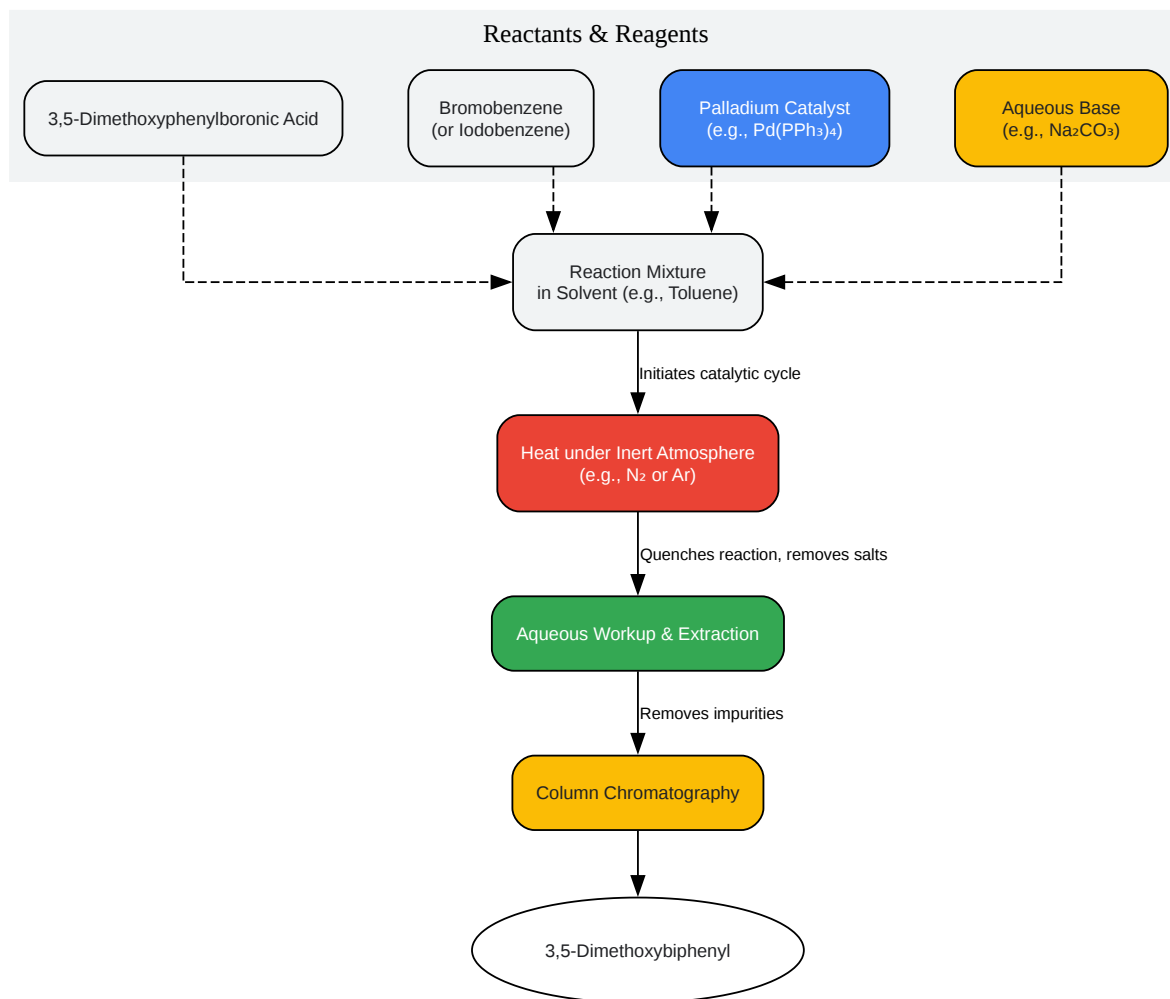 Reactants & Reagents
3,5-Dimethoxyphenylboronic Acid
Bromobenzene
(or Iodobenzene)
Palladium Catalyst
(e.g., Pd(PPh₃)₄)
Aqueous Base
(e.g., Na₂CO₃)
Reaction Mixture
in Solvent (e.g., Toluene)
Initiates catalytic cycle
Heat under Inert Atmosphere
(e.g., N₂ or Ar)
Quenches reaction, removes salts
Aqueous Workup & Extraction
Removes impurities
Column Chromatography
3,5-Dimethoxybiphenyl